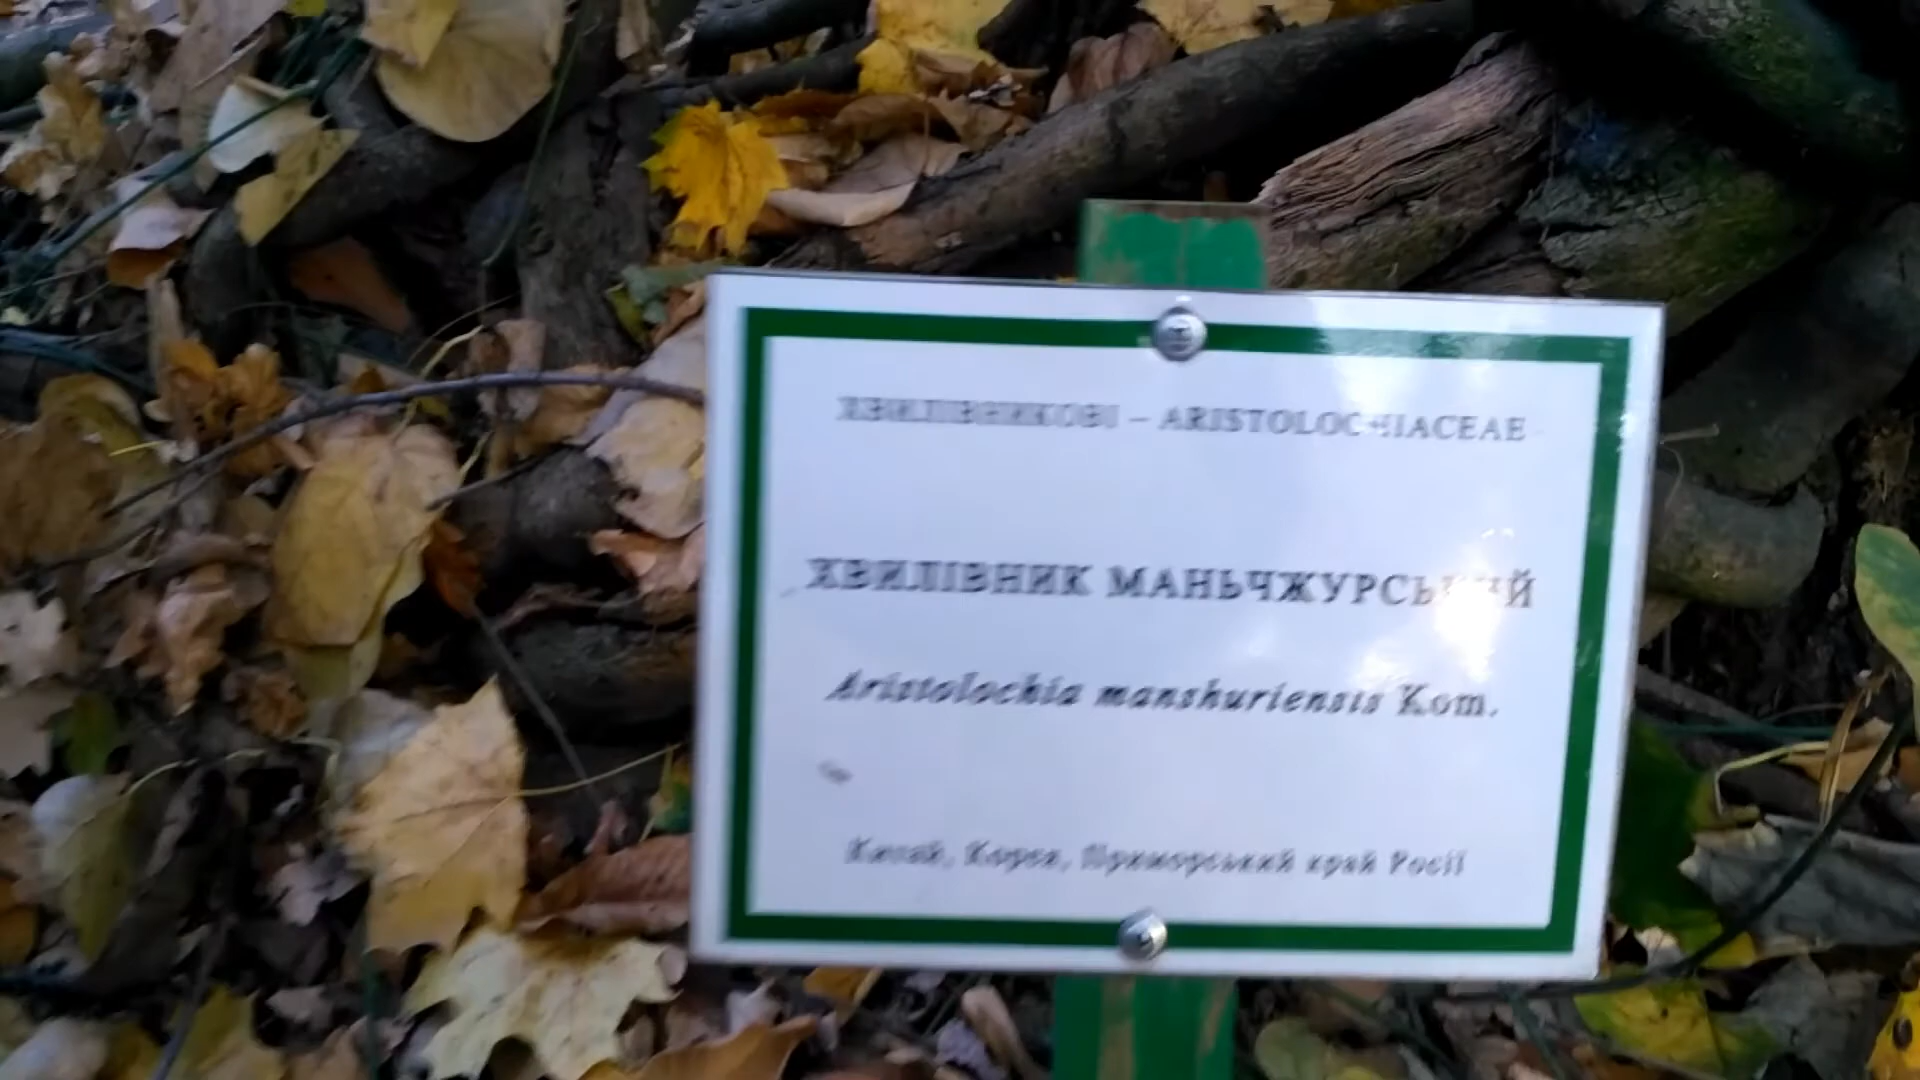 ХВИЛІВНИКОВІ – ARISTOLOCHIACEAE
ХВИЛІВНИК МАНЬЧЖУРСЬКИЙ
Aristolochia manshuriensis Kom.
Китай, Корея, Приморський край Росії